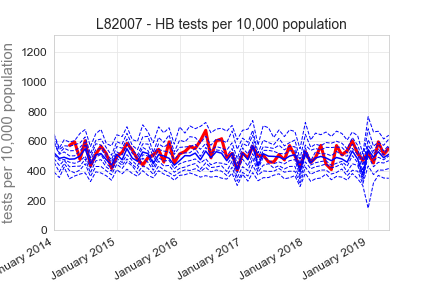 L82007 - HB tests per 10,000 population
tests per 10,000 population
1200
1000
800
600
400
200
0
nuary 2014
January 2015
January 2016
January 2017
January 2018
January 2019